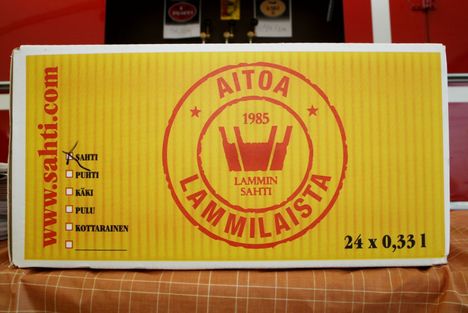 www.sahti.com
SAHTI
PUHTI
KÄKI
PULU
KOTTARAINEN
AITOA
1985
LAMMIN
SAHTI
LAMMILAISTA
24 x 0,33 l